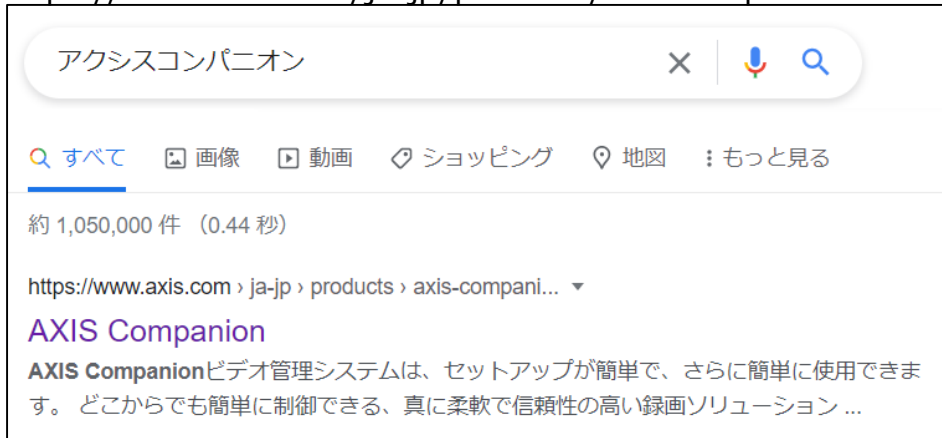 アクシスコンパニオン
すべて 画像 動画 ショッピング 地図 もっと見る
約 1,050,000 件 （0.44 秒）
https://www.axis.com › ja-jp › products › axis-compani...
AXIS Companion
AXIS Companionビデオ管理システムは、セットアップが簡単で、さらに簡単に使用できま
す。 どこからでも簡単に制御できる、真に柔軟で信頼性の高い録画ソリューション ...